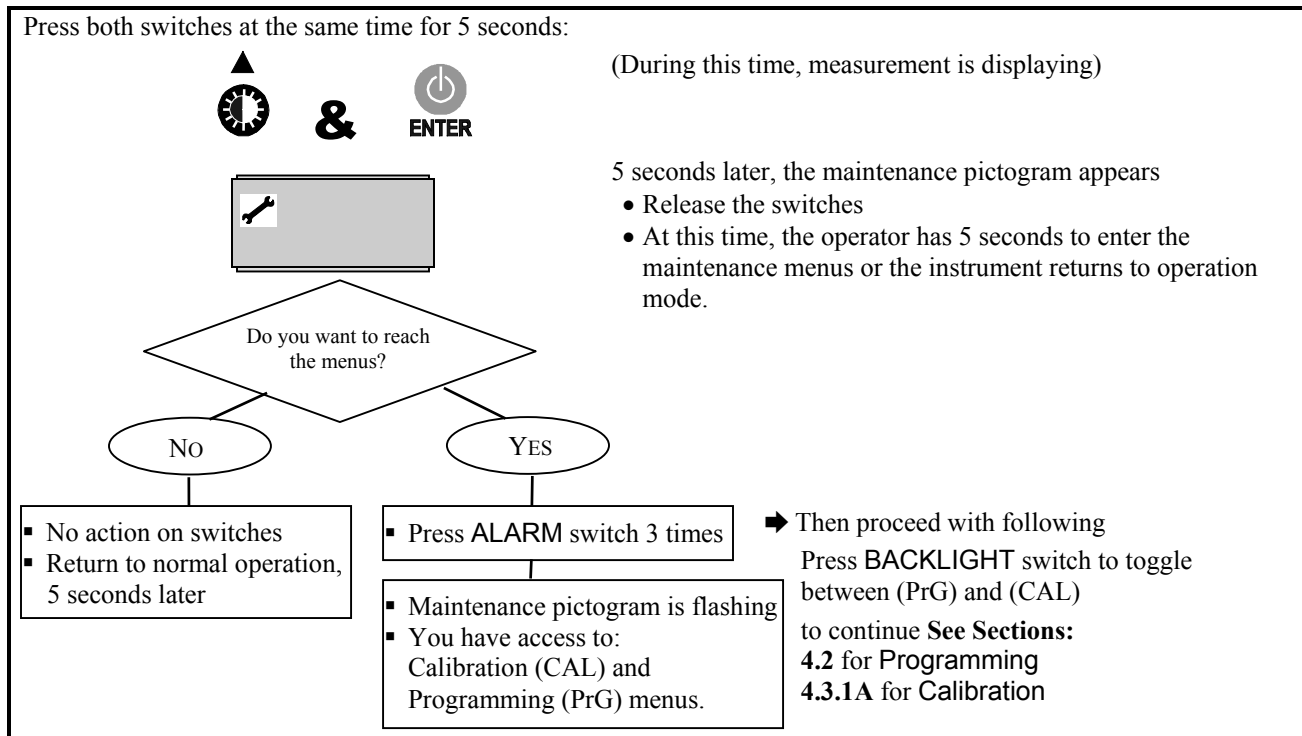 Press both switches at the same time for 5 seconds:
(During this time, measurement is displaying)
&
ENTER
5 seconds later, the maintenance pictogram appears
• Release the switches
• At this time, the operator has 5 seconds to enter the
maintenance menus or the instrument returns to operation
mode.
Do you want to reach
the menus?
NO
YES
▪ No action on switches
▪ Return to normal operation,
5 seconds later
▪ Press ALARM switch 3 times
▪ Maintenance pictogram is flashing
▪ You have access to:
Calibration (CAL) and
Programming (PrG) menus.
➡ Then proceed with following
Press BACKLIGHT switch to toggle
between (PrG) and (CAL)
to continue See Sections:
4.2 for Programming
4.3.1A for Calibration